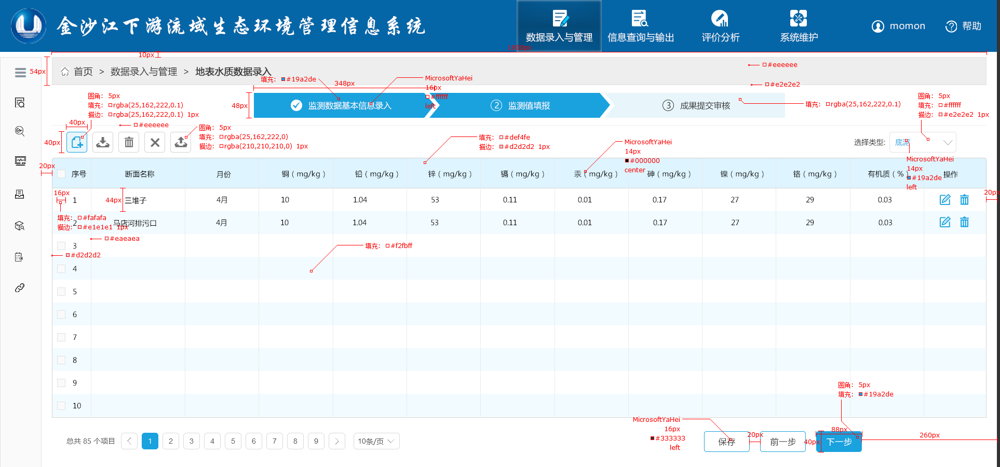 金沙江下游流域生态环境管理信息系统
数据录入与管理
信息查询与输出
评价分析
系统维护
momon
帮助
1800px
10px
54px
首页 > 数据录入与管理 > 地表水质数据录入
#eeeeee
#e2e2e2
填充： #19a2de
348px
MicrosoftYaHei
16px
#ffffff
left
48px
监测数据基本信息录入
2 监测值填报
3 成果提交审核
填充： rgba(25,162,222,0.1)
圆角： 5px
填充： rgba(25,162,222,0.1)
描边： rgba(25,162,222,0.1) 1px
圆角： 5px
填充： #ffffff
描边： #e2e2e2 1px
40px
#eeeeee
40px
圆角： 5px
填充： rgba(25,162,222,0)
描边： rgba(210,210,210,0) 1px
填充： #def4fe
描边： #d2d2d2 1px
MicrosoftYaHei
14px
#000000
center
选择类型: 底泥
MicrosoftYaHei
14px
#19a2de
left
20px
序号 断面名称 月份 铜（mg/kg） 铅（mg/kg） 锌（mg/kg） 镉（mg/kg） 汞（mg/kg） 砷（mg/kg） 镍（mg/kg） 铬（mg/kg） 有机质（%） 操作
16px
44px
20px
1 三堆子 4月 10 1.04 53 0.11 0.01 0.17 27 29 0.03
填充： #fafafa
描边： #e1e1e1 1px
2 马店河排污口 4月 10 1.04 53 0.11 0.01 0.17 27 29 0.03
#eaeaea
3
填充： #f2fbff
#d2d2d2
4
5
6
7
8
9
10
圆角： 5px
填充： #19a2de
MicrosoftYaHei
16px
#333333
left
总共 85 个项目
1 2 3 4 5 6 7 8 9
10条/页
保存
20px
前一步
40px
88px
下一步
260px